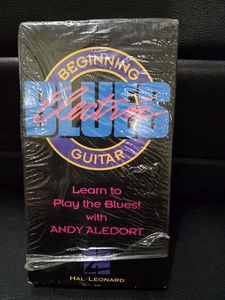 BEGINNING
Electric
BLUES
GUITAR
Learn to
Play the Blues!
with
ANDY ALEDORT
HAL•LEONARD